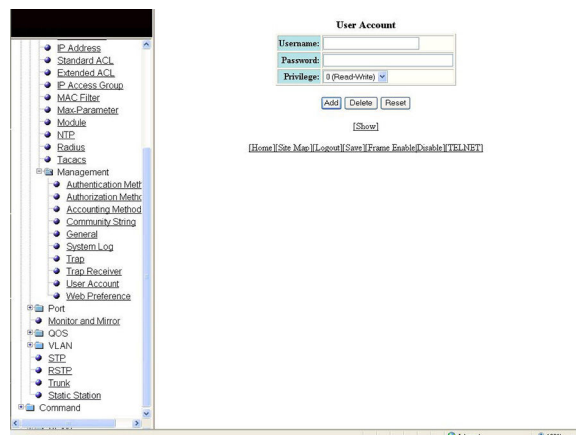 IP Address
Standard ACL
Extended ACL
IP Access Group
MAC Filter
Max-Parameter
Module
NTP
Radius
Tacacs
Management
Authentication Meth
Authorization Metho
Accounting Method
Community String
General
System Log
Trap
Trap Receiver
User Account
Web Preference
Port
Monitor and Mirror
QOS
VLAN
STP
RSTP
Trunk
Static Station
Command
User Account
Username:
Password:
Privilege: 0 (Read-Write)
Add Delete Reset
[Show]
[Home][Site Map][Logout][Save][Frame Enable|Disable][TELNET]